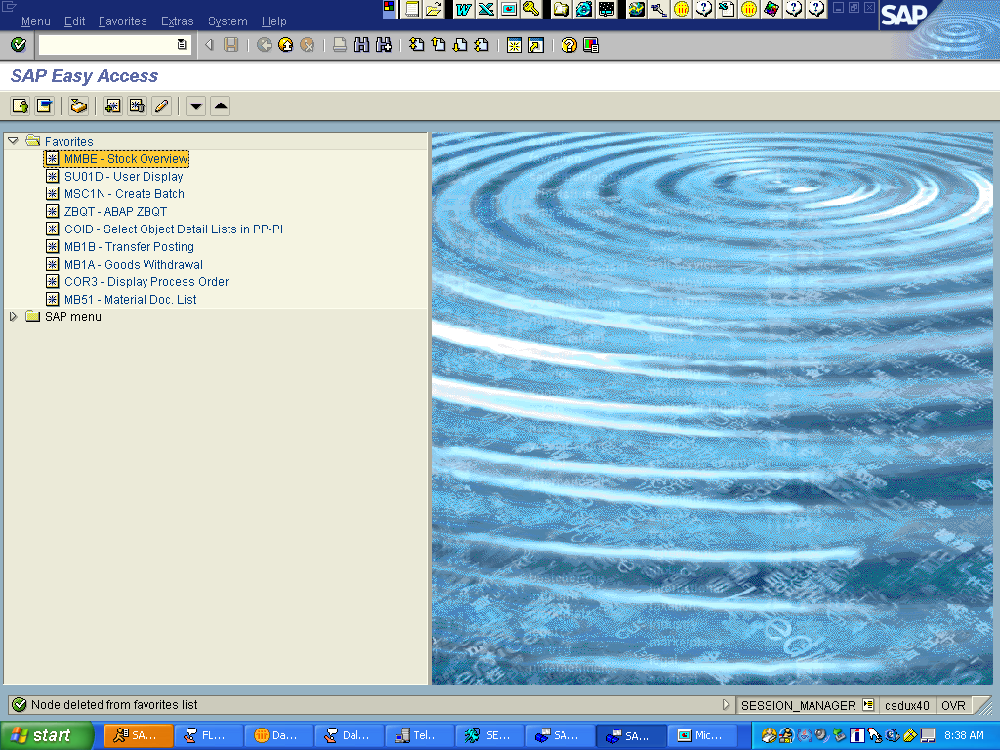 Menu Edit Favorites Extras System Help
SAP
SAP Easy Access
Favorites
MMBE - Stock Overview
SU01D - User Display
MSC1N - Create Batch
ZBQT - ABAP ZBQT
COID - Select Object Detail Lists in PP-PI
MB1B - Transfer Posting
MB1A - Goods Withdrawal
COR3 - Display Process Order
MB51 - Material Doc. List
SAP menu
Node deleted from favorites list
SESSION_MANAGER csdux40 OVR
start SA... FL... Da... Dal... Tel... SE... SA... SA... Mic... 8:38 AM